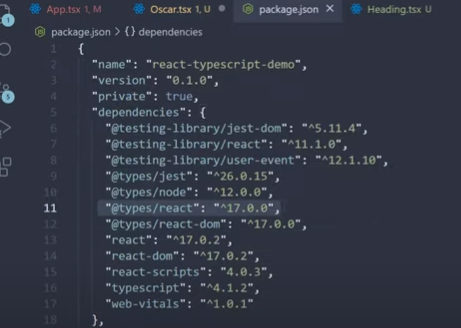 App.tsx 1, M Oscar.tsx 1, U package.json Heading.tsx U
package.json > {} dependencies
1 {
2 "name": "react-typescript-demo",
3 "version": "0.1.0",
4 "private": true,
5 "dependencies": {
6 "@testing-library/jest-dom": "^5.11.4",
7 "@testing-library/react": "^11.1.0",
8 "@testing-library/user-event": "^12.1.10",
9 "@types/jest": "^26.0.15",
10 "@types/node": "^12.0.0",
11 "@types/react": "^17.0.0",
12 "@types/react-dom": "^17.0.0",
13 "react": "^17.0.2",
14 "react-dom": "^17.0.2",
15 "react-scripts": "4.0.3",
16 "typescript": "^4.1.2",
17 "web-vitals": "^1.0.1"
18 },